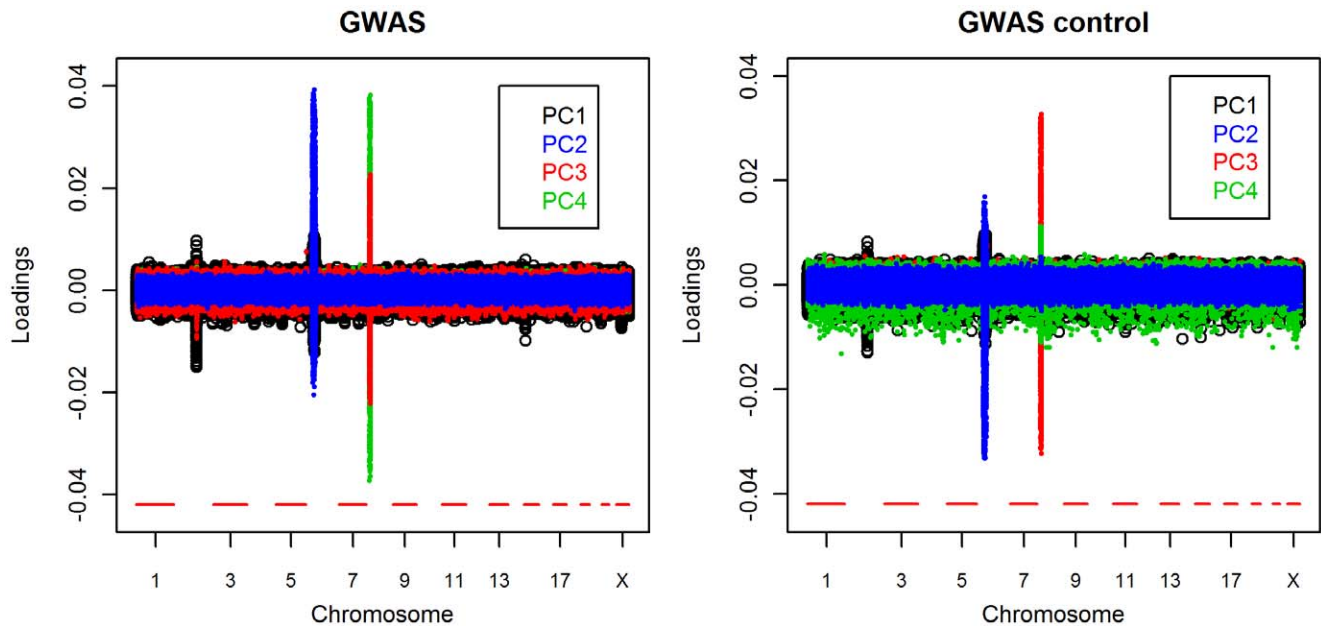 GWAS
PC1
PC2
PC3
PC4
Loadings
0.04
0.02
0.00
-0.02
-0.04
1 3 5 7 9 11 13 17 X
Chromosome
GWAS control
PC1
PC2
PC3
PC4
Loadings
0.04
0.02
0.00
-0.02
-0.04
1 3 5 7 9 11 13 17 X
Chromosome